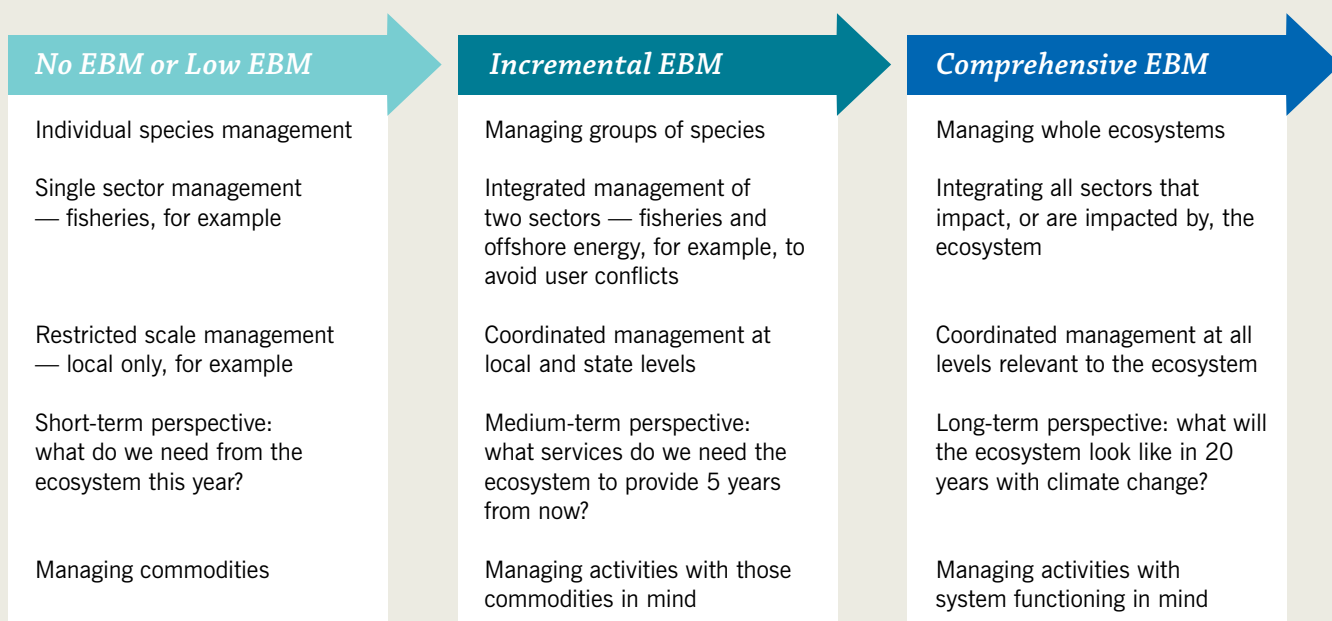 No EBM or Low EBM
Individual species management
Single sector management
— fisheries, for example
Restricted scale management
— local only, for example
Short-term perspective:
what do we need from the
ecosystem this year?
Managing commodities
Incremental EBM
Managing groups of species
Integrated management of
two sectors — fisheries and
offshore energy, for example, to
avoid user conflicts
Coordinated management at
local and state levels
Medium-term perspective:
what services do we need the
ecosystem to provide 5 years
from now?
Managing activities with those
commodities in mind
Comprehensive EBM
Managing whole ecosystems
Integrating all sectors that
impact, or are impacted by, the
ecosystem
Coordinated management at all
levels relevant to the ecosystem
Long-term perspective: what will
the ecosystem look like in 20
years with climate change?
Managing activities with
system functioning in mind